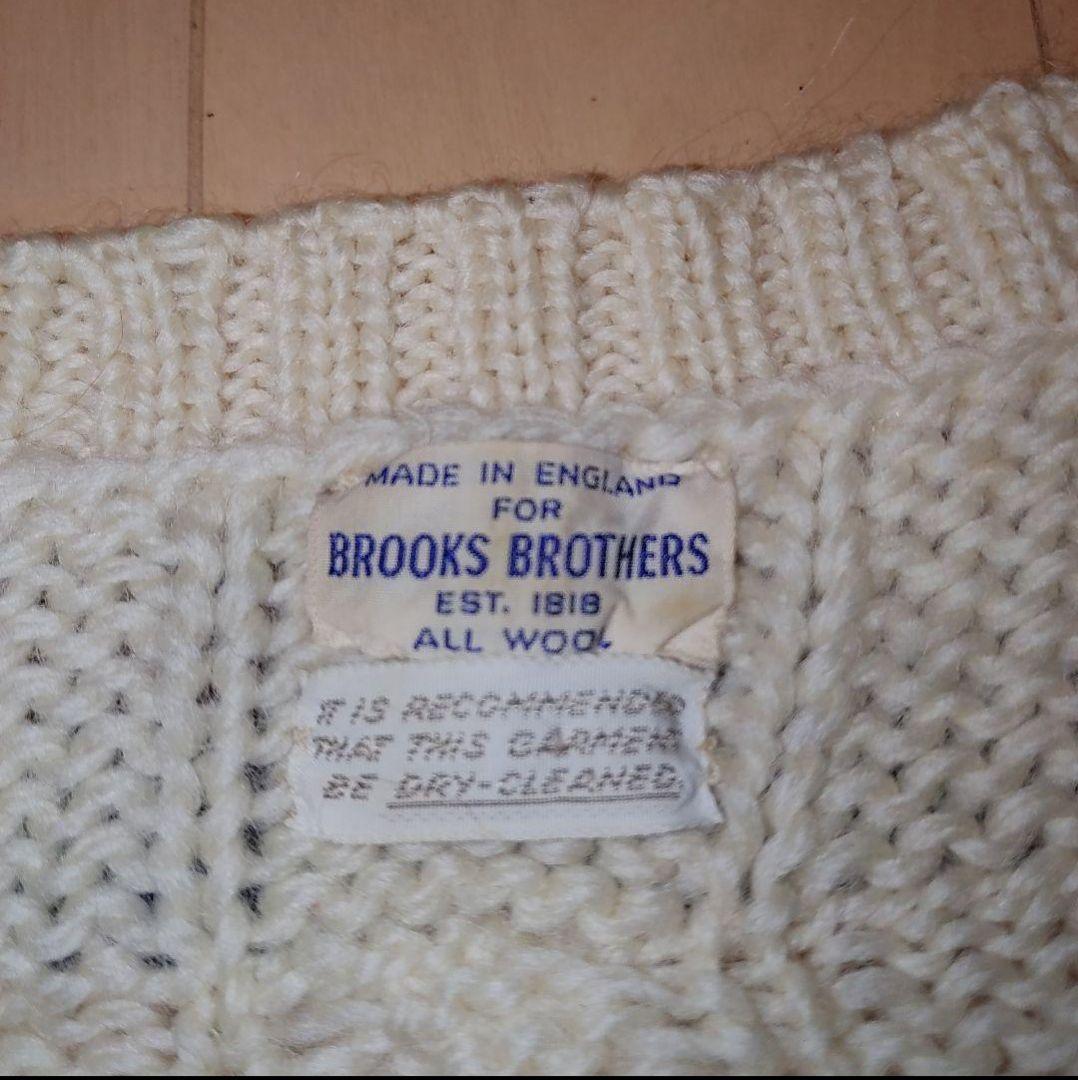 MADE IN ENGLAND
FOR
BROOKS BROTHERS
EST. 1818
ALL WOOL
IT IS RECOMMENDED
THAT THIS GARMENT
BE DRY-CLEANED.